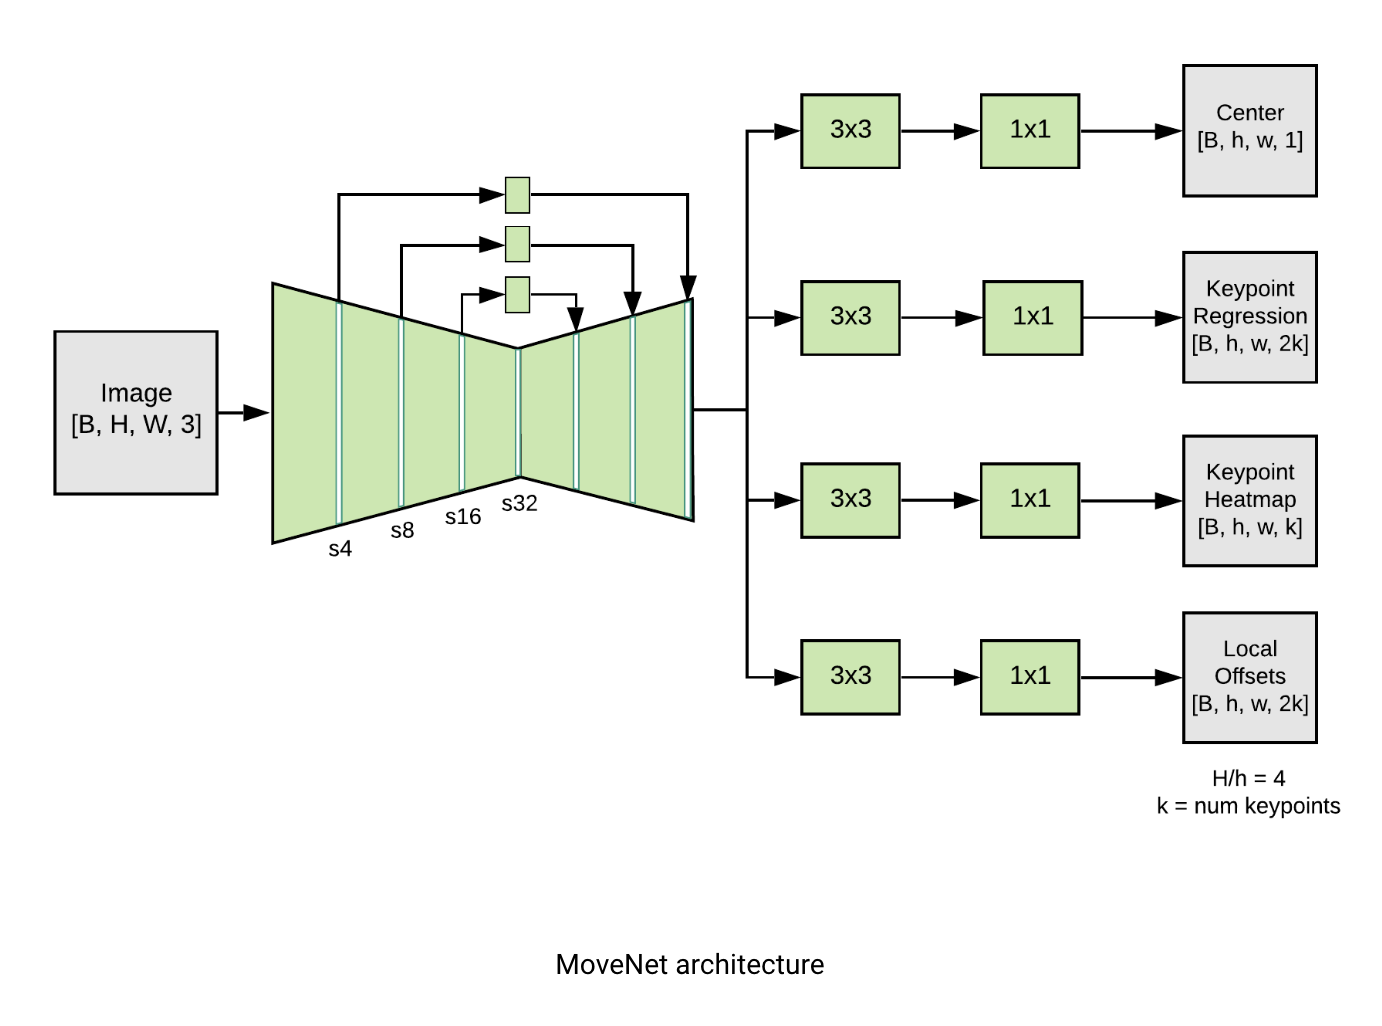 Image
[B, H, W, 3]
s4
s8
s16
s32
3x3
1x1
Center
[B, h, w, 1]
3x3
1x1
Keypoint
Regression
[B, h, w, 2k]
3x3
1x1
Keypoint
Heatmap
[B, h, w, k]
3x3
1x1
Local
Offsets
[B, h, w, 2k]
H/h = 4
k = num keypoints
MoveNet architecture